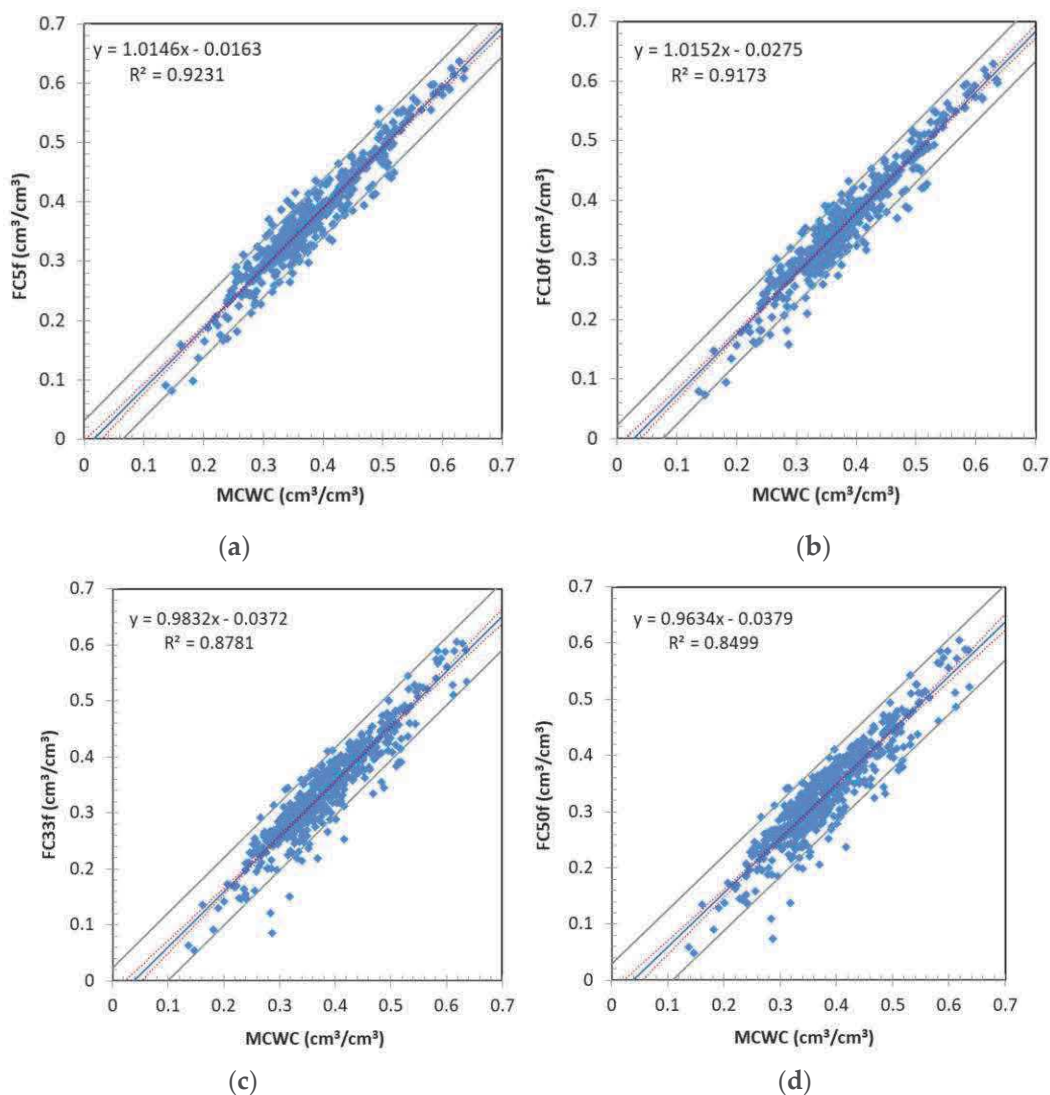 y = 1.0146x - 0.0163
R² = 0.9231
0.7
0.6
0.5
0.4
0.3
0.2
0.1
0
FC5f (cm³/cm³)
0 0.1 0.2 0.3 0.4 0.5 0.6 0.7
MCWC (cm³/cm³)
(a)
y = 1.0152x - 0.0275
R² = 0.9173
0.7
0.6
0.5
0.4
0.3
0.2
0.1
0
FC10f (cm³/cm³)
0 0.1 0.2 0.3 0.4 0.5 0.6 0.7
MCWC (cm³/cm³)
(b)
y = 0.9832x - 0.0372
R² = 0.8781
0.7
0.6
0.5
0.4
0.3
0.2
0.1
0
FC33f (cm³/cm³)
0 0.1 0.2 0.3 0.4 0.5 0.6 0.7
MCWC (cm³/cm³)
(c)
y = 0.9634x - 0.0379
R² = 0.8499
0.7
0.6
0.5
0.4
0.3
0.2
0.1
0
FC50f (cm³/cm³)
0 0.1 0.2 0.3 0.4 0.5 0.6 0.7
MCWC (cm³/cm³)
(d)